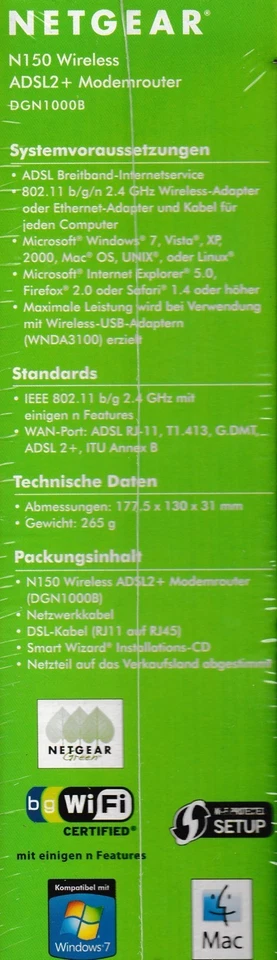 NETGEAR®
N150 Wireless
ADSL2+ Modemrouter
DGN1000B
Systemvoraussetzungen
• ADSL Breitband-Internetservice
• 802.11 b/g/n 2.4 GHz Wireless-Adapter
oder Ethernet-Adapter und Kabel für
jeden Computer
• Microsoft® Windows® 7, Vista®, XP,
2000, Mac® OS, UNIX®, oder Linux®
• Microsoft® Internet Explorer® 5.0,
Firefox® 2.0 oder Safari® 1.4 oder höher
• Maximale Leistung wird bei Verwendung
mit Wireless-USB-Adaptern
(WNDA3100) erzielt
Standards
• IEEE 802.11 b/g 2.4 GHz mit
einigen n Features
• WAN-Port: ADSL RJ-11, T1.413, G.DMT,
ADSL 2+, ITU Annex B
Technische Daten
• Abmessungen: 177.5 x 130 x 31 mm
• Gewicht: 265 g
Packungsinhalt
• N150 Wireless ADSL2+ Modemrouter
(DGN1000B)
• Netzwerkkabel
• DSL-Kabel (RJ11 auf RJ45)
• Smart Wizard® Installations-CD
• Netzteil auf das Verkaufsland abgestimmt
NETGEAR
Green
b g Wi Fi
CERTIFIED®
mit einigen n Features
WI-FI PROTECTED
SETUP
Kompatibel mit
Windows®7
Mac